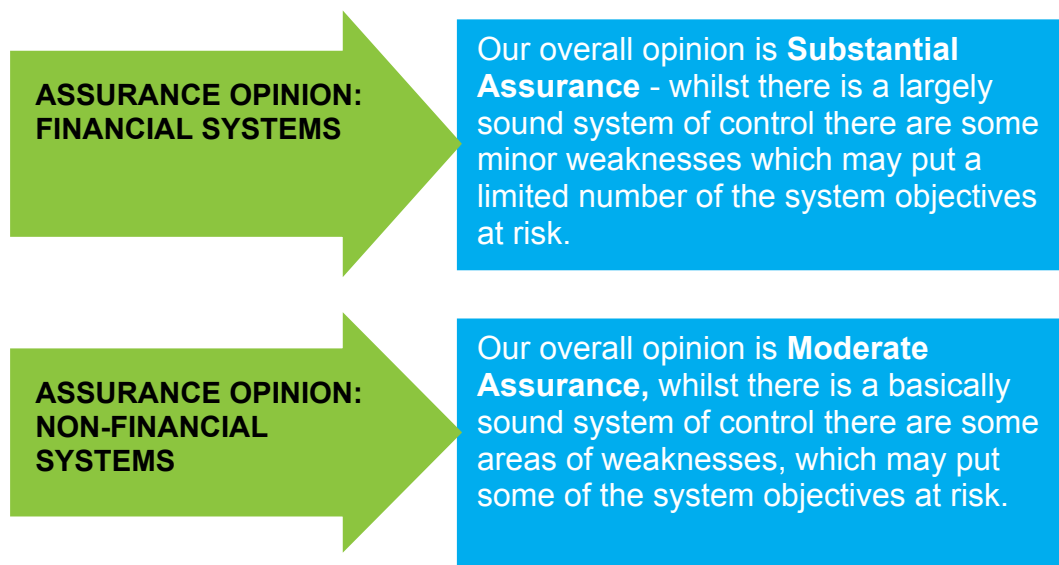 ASSURANCE OPINION:
FINANCIAL SYSTEMS
Our overall opinion is Substantial
Assurance - whilst there is a largely
sound system of control there are some
minor weaknesses which may put a
limited number of the system objectives
at risk.
ASSURANCE OPINION:
NON-FINANCIAL
SYSTEMS
Our overall opinion is Moderate
Assurance, whilst there is a basically
sound system of control there are some
areas of weaknesses, which may put
some of the system objectives at risk.